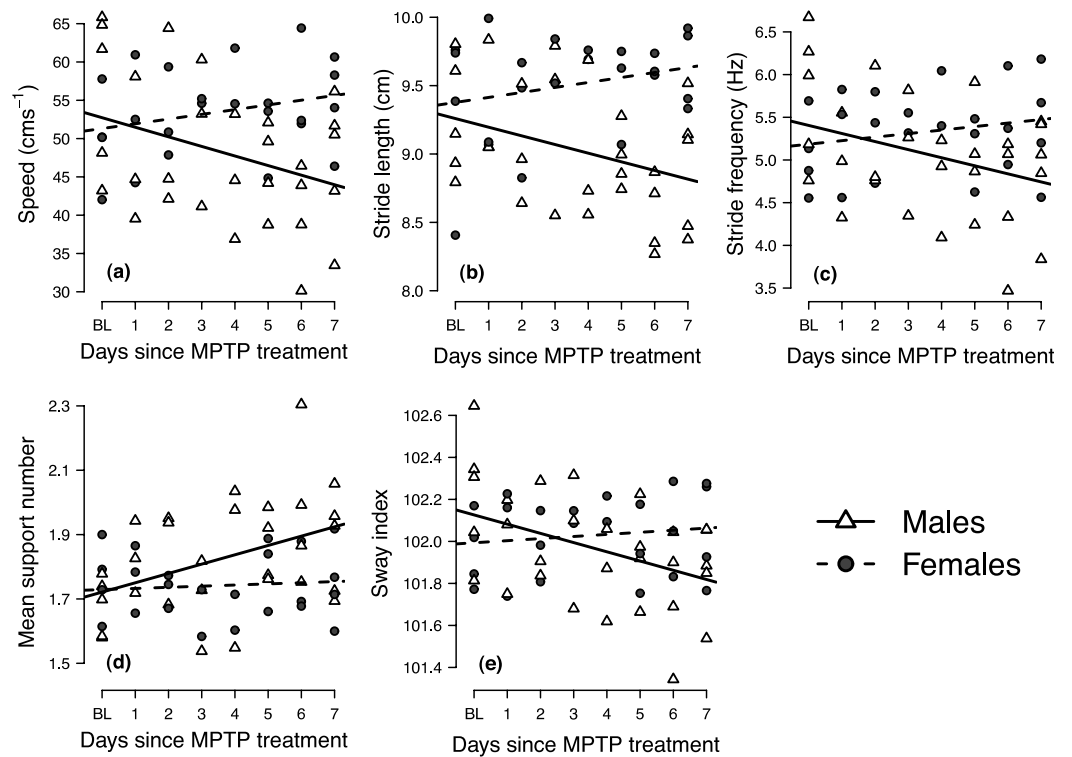 Speed (cms⁻¹)
65
60
55
50
45
40
35
30
(a)
BL 1 2 3 4 5 6 7
Days since MPTP treatment
Stride length (cm)
10.0
9.5
9.0
8.5
8.0
(b)
BL 1 2 3 4 5 6 7
Days since MPTP treatment
Stride frequency (Hz)
6.5
6.0
5.5
5.0
4.5
4.0
3.5
(c)
BL 1 2 3 4 5 6 7
Days since MPTP treatment
Mean support number
2.3
2.1
1.9
1.7
1.5
(d)
BL 1 2 3 4 5 6 7
Days since MPTP treatment
Sway index
102.6
102.4
102.2
102.0
101.8
101.6
101.4
(e)
BL 1 2 3 4 5 6 7
Days since MPTP treatment
Males
Females